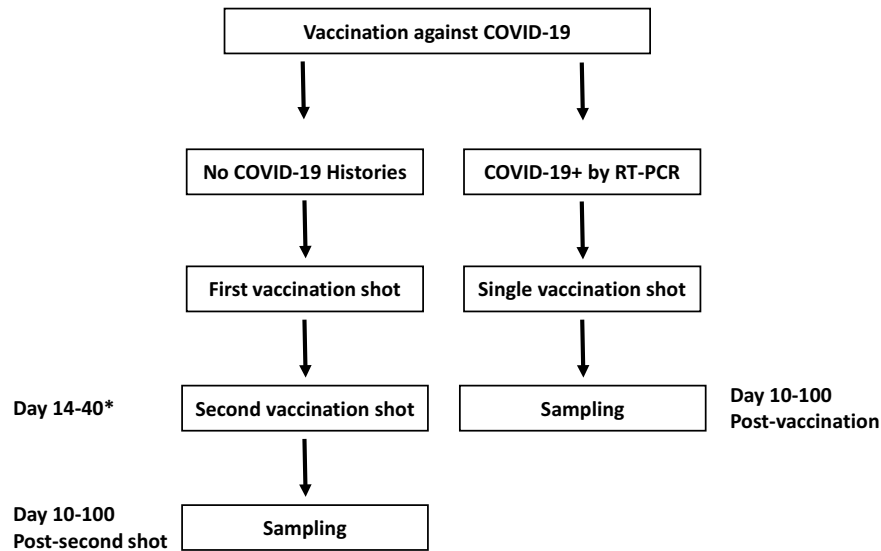 Vaccination against COVID-19
No COVID-19 Histories
COVID-19+ by RT-PCR
First vaccination shot
Single vaccination shot
Day 14-40*
Second vaccination shot
Sampling
Day 10-100
Post-vaccination
Day 10-100
Post-second shot
Sampling